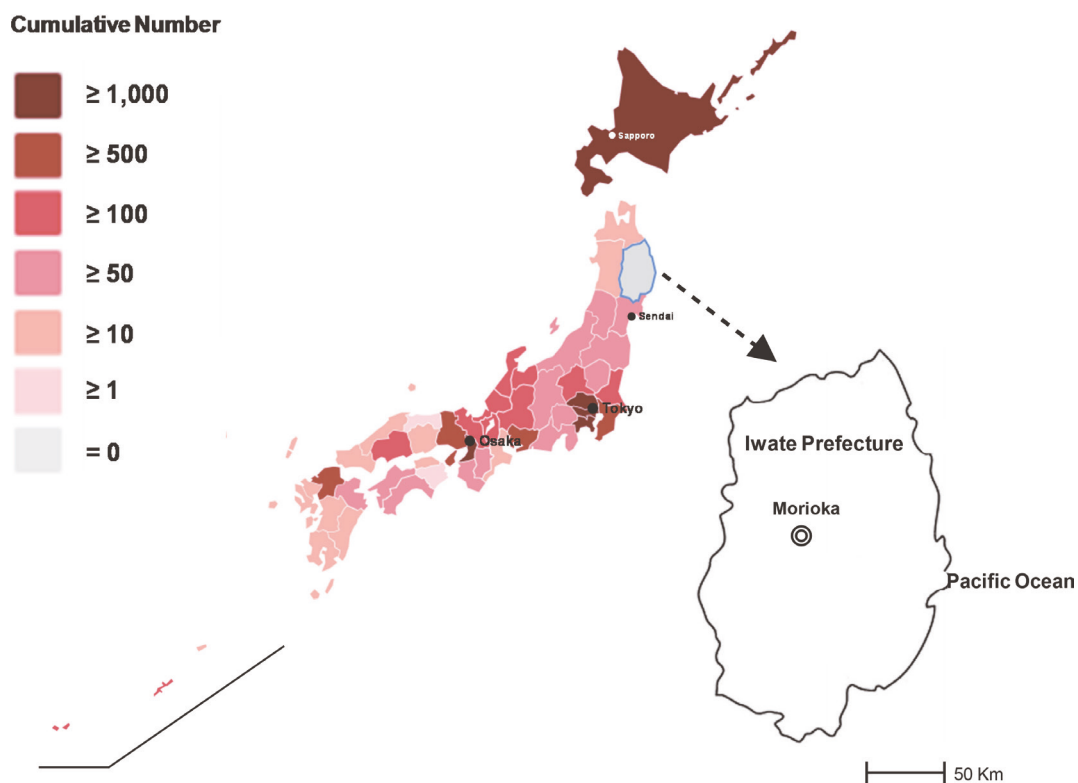 Cumulative Number
≥ 1,000
≥ 500
≥ 100
≥ 50
≥ 10
≥ 1
= 0
Sapporo
Sendai
Tokyo
Osaka
Iwate Prefecture
Morioka
Pacific Ocean
50 Km